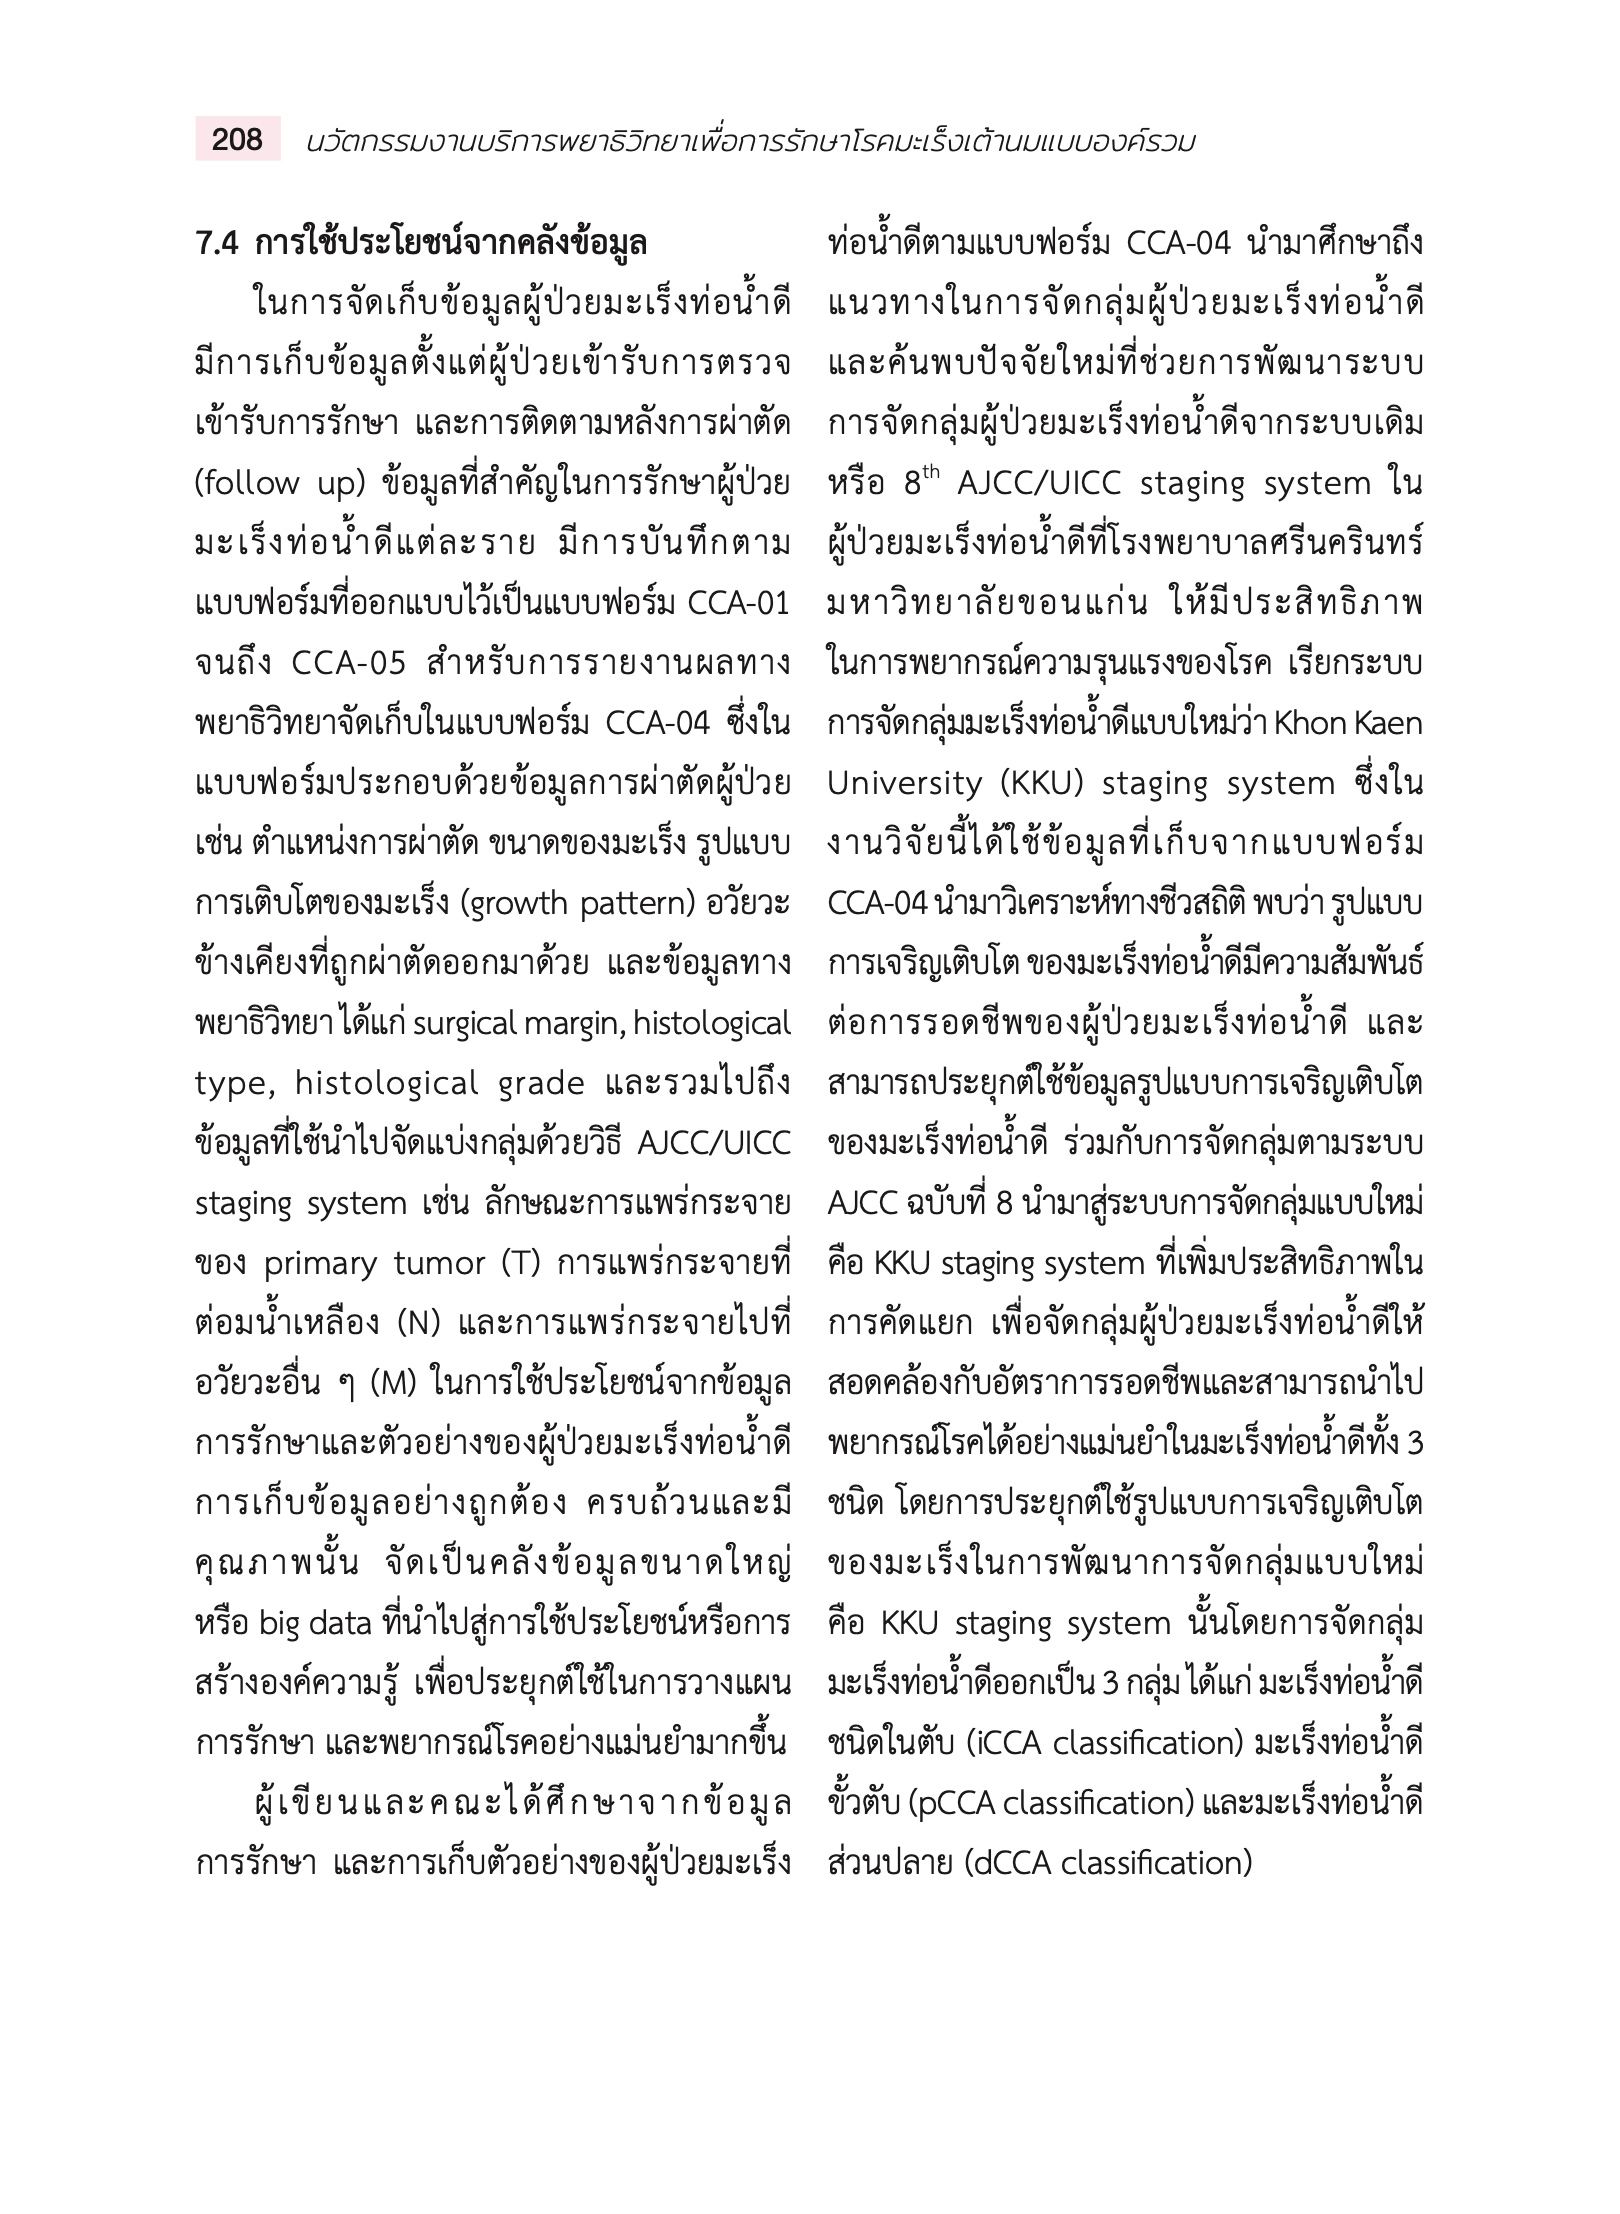 208 นวัตกรรมงานบริการพยาธิวิทยาเพื่อการรักษาโรคมะเร็งเต้านมแบบองค์รวม
7.4 การใช้ประโยชน์จากคลังข้อมูล
ในการจัดเก็บข้อมูลผู้ป่วยมะเร็งท่อน้ำดี
มีการเก็บข้อมูลตั้งแต่ผู้ป่วยเข้ารับการตรวจ
เข้ารับการรักษา และการติดตามหลังการผ่าตัด
(follow up) ข้อมูลที่สำคัญในการรักษาผู้ป่วย
มะเร็งท่อน้ำดีแต่ละราย มีการบันทึกตาม
แบบฟอร์มที่ออกแบบไว้เป็นแบบฟอร์ม CCA-01
จนถึง CCA-05 สำหรับการรายงานผลทาง
พยาธิวิทยาจัดเก็บในแบบฟอร์ม CCA-04 ซึ่งใน
แบบฟอร์มประกอบด้วยข้อมูลการผ่าตัดผู้ป่วย
เช่น ตำแหน่งการผ่าตัด ขนาดของมะเร็ง รูปแบบ
การเติบโตของมะเร็ง (growth pattern) อวัยวะ
ข้างเคียงที่ถูกผ่าตัดออกมาด้วย และข้อมูลทาง
พยาธิวิทยา ได้แก่ surgical margin, histological
type, histological grade และรวมไปถึง
ข้อมูลที่ใช้นำไปจัดแบ่งกลุ่มด้วยวิธี AJCC/UICC
staging system เช่น ลักษณะการแพร่กระจาย
ของ primary tumor (T) การแพร่กระจายที่
ต่อมน้ำเหลือง (N) และการแพร่กระจายไปที่
อวัยวะอื่น ๆ (M) ในการใช้ประโยชน์จากข้อมูล
การรักษาและตัวอย่างของผู้ป่วยมะเร็งท่อน้ำดี
การเก็บข้อมูลอย่างถูกต้อง ครบถ้วนและมี
คุณภาพนั้น จัดเป็นคลังข้อมูลขนาดใหญ่
หรือ big data ที่นำไปสู่การใช้ประโยชน์หรือการ
สร้างองค์ความรู้ เพื่อประยุกต์ใช้ในการวางแผน
การรักษา และพยากรณ์โรคอย่างแม่นยำมากขึ้น
ผู้เขียนและคณะได้ศึกษาจากข้อมูล
การรักษา และการเก็บตัวอย่างของผู้ป่วยมะเร็ง
ท่อน้ำดีตามแบบฟอร์ม CCA-04 นำมาศึกษาถึง
แนวทางในการจัดกลุ่มผู้ป่วยมะเร็งท่อน้ำดี
และค้นพบปัจจัยใหม่ที่ช่วยการพัฒนาระบบ
การจัดกลุ่มผู้ป่วยมะเร็งท่อน้ำดีจากระบบเดิม
หรือ 8th AJCC/UICC staging system ใน
ผู้ป่วยมะเร็งท่อน้ำดีที่โรงพยาบาลศรีนครินทร์
มหาวิทยาลัยขอนแก่น ให้มีประสิทธิภาพ
ในการพยากรณ์ความรุนแรงของโรค เรียกระบบ
การจัดกลุ่มมะเร็งท่อน้ำดีแบบใหม่ว่า Khon Kaen
University (KKU) staging system ซึ่งใน
งานวิจัยนี้ได้ใช้ข้อมูลที่เก็บจากแบบฟอร์ม
CCA-04 นำมาวิเคราะห์ทางชีวสถิติ พบว่า รูปแบบ
การเจริญเติบโต ของมะเร็งท่อน้ำดีมีความสัมพันธ์
ต่อการรอดชีพของผู้ป่วยมะเร็งท่อน้ำดี และ
สามารถประยุกต์ใช้ข้อมูลรูปแบบการเจริญเติบโต
ของมะเร็งท่อน้ำดี ร่วมกับการจัดกลุ่มตามระบบ
AJCC ฉบับที่ 8 นำมาสู่ระบบการจัดกลุ่มแบบใหม่
คือ KKU staging system ที่เพิ่มประสิทธิภาพใน
การคัดแยก เพื่อจัดกลุ่มผู้ป่วยมะเร็งท่อน้ำดีให้
สอดคล้องกับอัตราการรอดชีพและสามารถนำไป
พยากรณ์โรคได้อย่างแม่นยำในมะเร็งท่อน้ำดีทั้ง 3
ชนิด โดยการประยุกต์ใช้รูปแบบการเจริญเติบโต
ของมะเร็งในการพัฒนาการจัดกลุ่มแบบใหม่
คือ KKU staging system นั้นโดยการจัดกลุ่ม
มะเร็งท่อน้ำดีออกเป็น 3 กลุ่ม ได้แก่ มะเร็งท่อน้ำดี
ชนิดในตับ (iCCA classification) มะเร็งท่อน้ำดี
ขั้วตับ (pCCA classification) และมะเร็งท่อน้ำดี
ส่วนปลาย (dCCA classification)